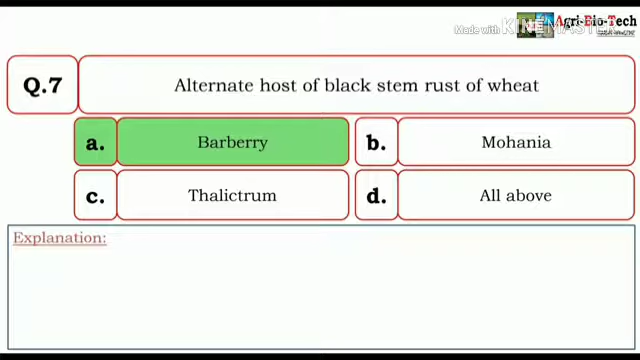 Agri-Bio-Tech
Made with KINEMASTER
Q.7
Alternate host of black stem rust of wheat
a.
Barberry
b.
Mohania
c.
Thalictrum
d.
All above
Explanation: